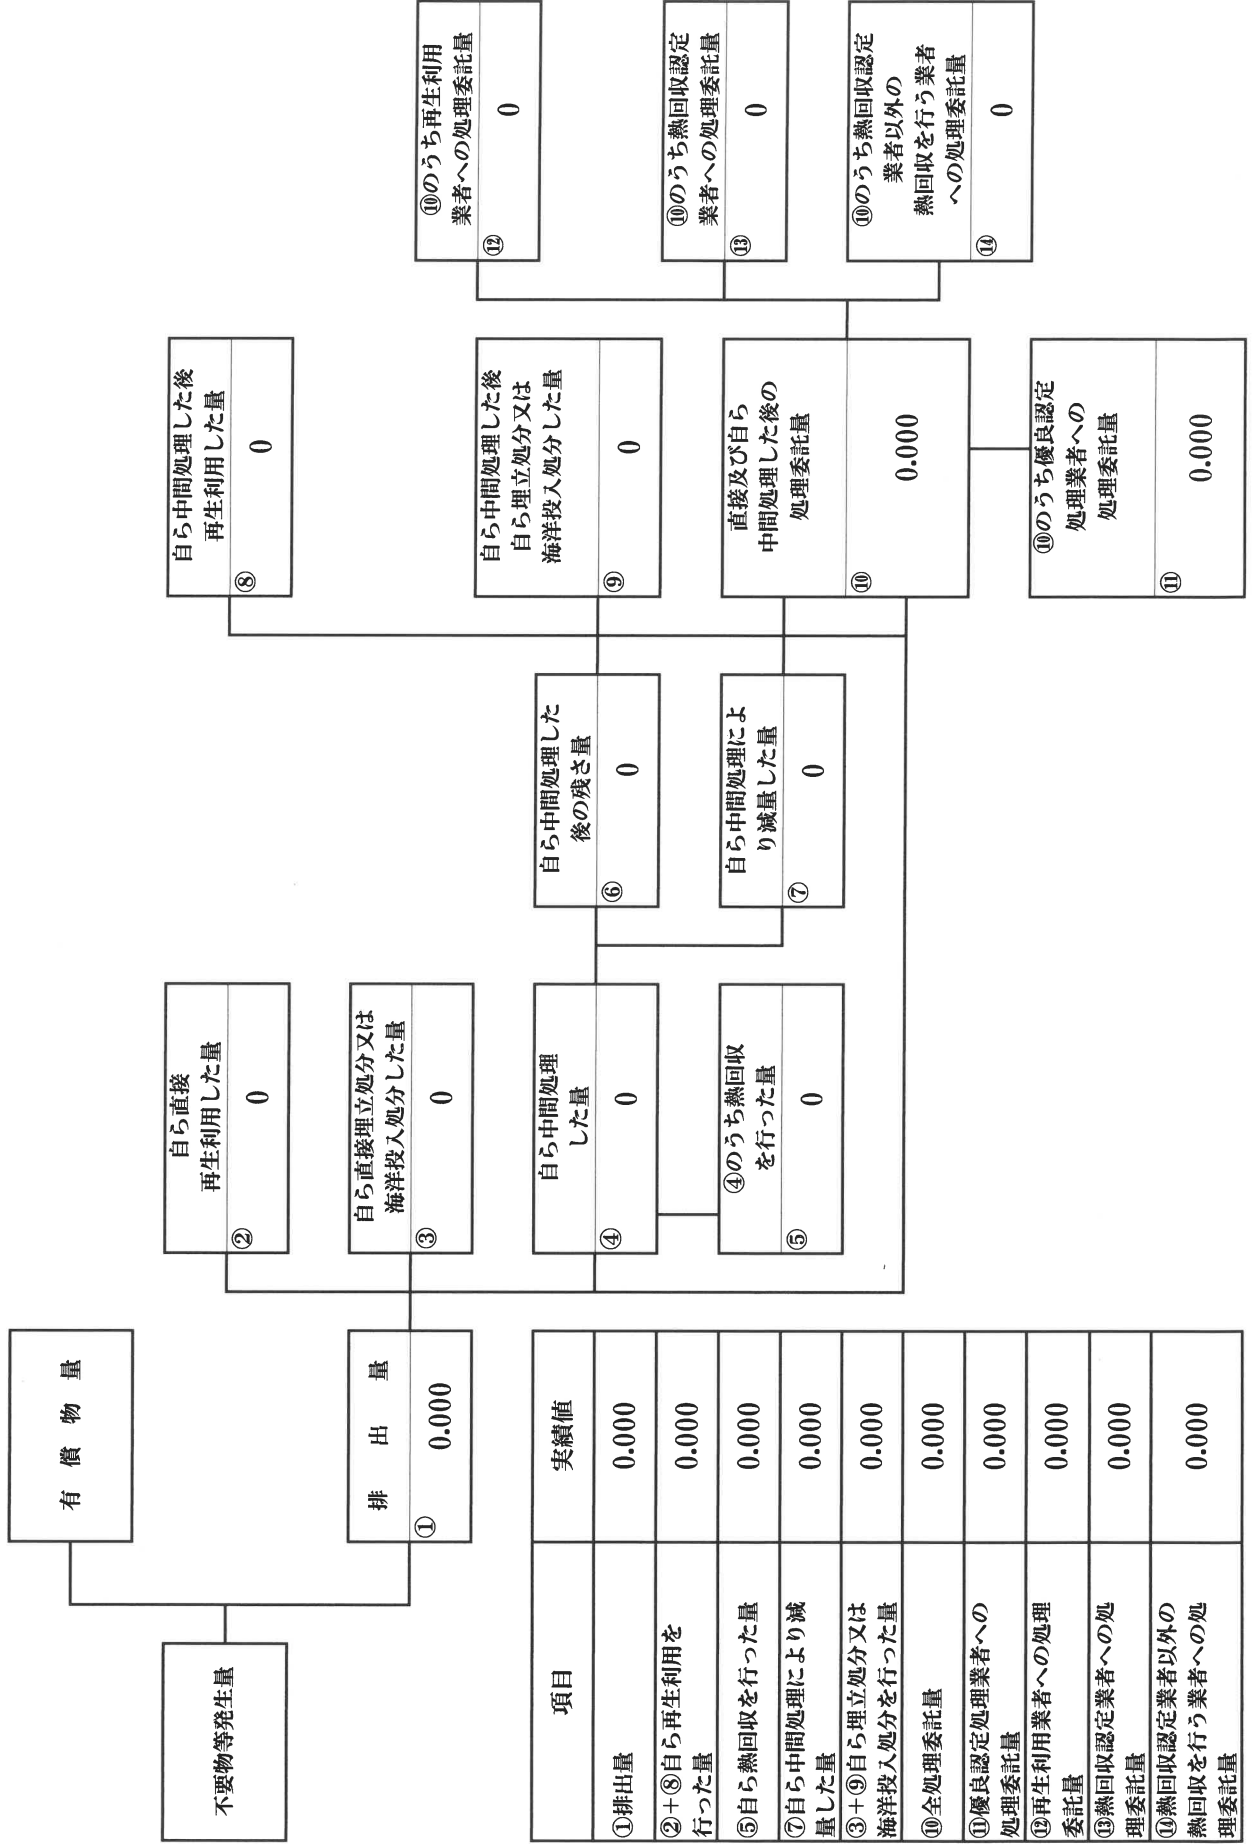 不要物等発生量
有償物量
排出量
①
0.000
自ら直接
再生利用した量
②
0
自ら直接埋立処分又は
海洋投入処分した量
③
0
自ら中間処理
した量
④
0
④のうち熱回収
を行った量
⑤
0
自ら中間処理した
後の残さ量
⑥
0
自ら中間処理によ
り減量した量
⑦
0
自ら中間処理した後
再生利用した量
⑧
0
自ら中間処理した後
自ら埋立処分又は
海洋投入処分した量
⑨
0
直接及び自ら
中間処理した後の
処理委託量
⑩
0.000
⑩のうち優良認定
処理業者への
処理委託量
⑪
0.000
⑩のうち再生利用
業者への処理委託量
⑫
0
⑩のうち熱回収認定
業者への処理委託量
⑬
0
⑩のうち熱回収認定
業者以外の
熱回収を行う業者
への処理委託量
⑭
0
項目
実績値
①排出量
0.000
②+⑧自ら再生利用を
行った量
0.000
⑤自ら熱回収を行った量
0.000
⑦自ら中間処理により減
量した量
0.000
③+⑨自ら埋立処分又は
海洋投入処分を行った量
0.000
⑩全処理委託量
0.000
⑪優良認定処理業者への
処理委託量
0.000
⑫再生利用業者への処理
委託量
0.000
⑬熱回収認定業者への処
理委託量
0.000
⑭熱回収認定業者以外の
熱回収を行う業者への処
理委託量
0.000